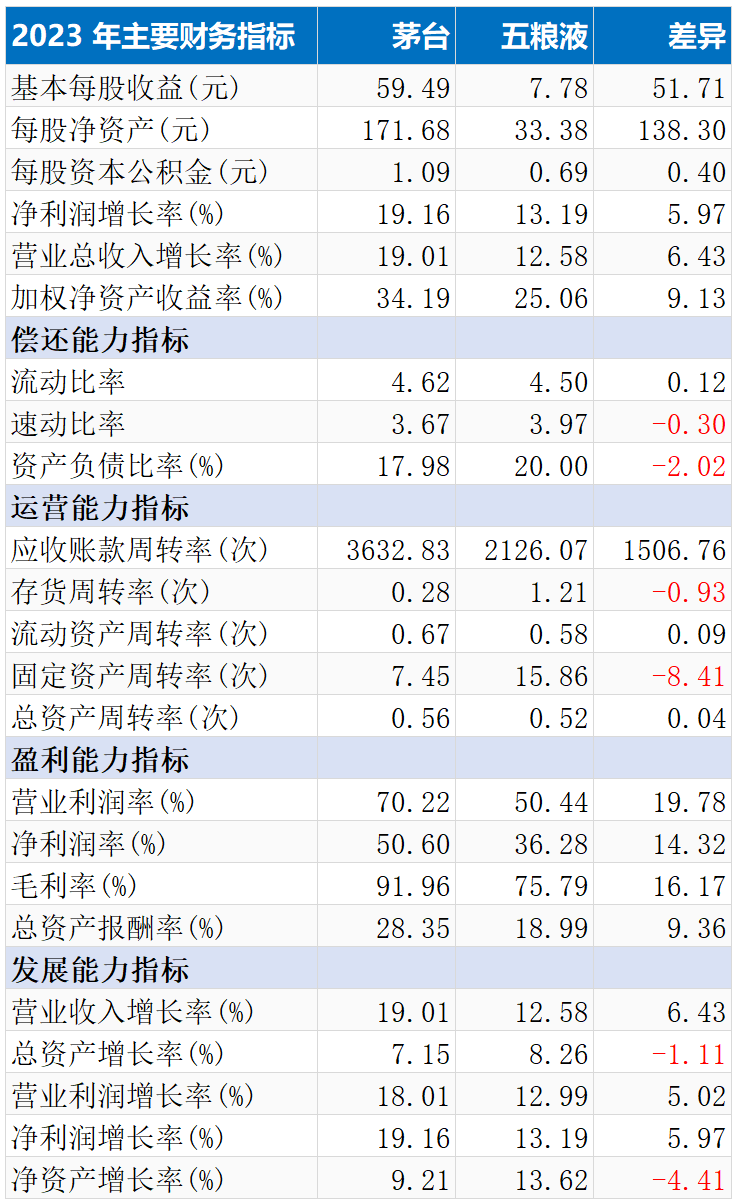 2023 年主要财务指标 茅台 五粮液 差异
基本每股收益(元) 59.49 7.78 51.71
每股净资产(元) 171.68 33.38 138.30
每股资本公积金(元) 1.09 0.69 0.40
净利润增长率(%) 19.16 13.19 5.97
营业总收入增长率(%) 19.01 12.58 6.43
加权净资产收益率(%) 34.19 25.06 9.13
偿还能力指标
流动比率 4.62 4.50 0.12
速动比率 3.67 3.97 -0.30
资产负债比率(%) 17.98 20.00 -2.02
运营能力指标
应收账款周转率(次) 3632.83 2126.07 1506.76
存货周转率(次) 0.28 1.21 -0.93
流动资产周转率(次) 0.67 0.58 0.09
固定资产周转率(次) 7.45 15.86 -8.41
总资产周转率(次) 0.56 0.52 0.04
盈利能力指标
营业利润率(%) 70.22 50.44 19.78
净利润率(%) 50.60 36.28 14.32
毛利率(%) 91.96 75.79 16.17
总资产报酬率(%) 28.35 18.99 9.36
发展能力指标
营业收入增长率(%) 19.01 12.58 6.43
总资产增长率(%) 7.15 8.26 -1.11
营业利润增长率(%) 18.01 12.99 5.02
净利润增长率(%) 19.16 13.19 5.97
净资产增长率(%) 9.21 13.62 -4.41